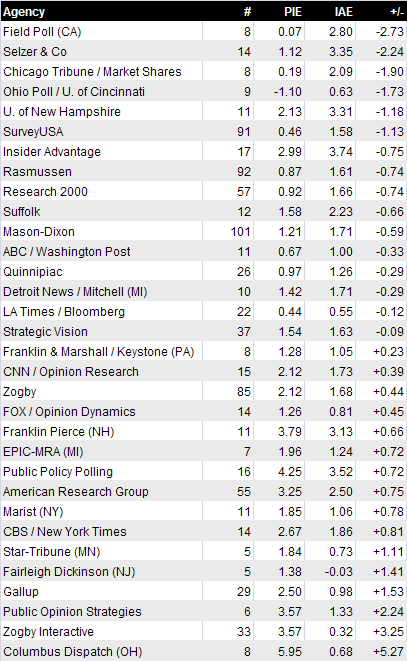 Agency # PIE IAE +/-
Field Poll (CA) 8 0.07 2.80 -2.73
Selzer & Co 14 1.12 3.35 -2.24
Chicago Tribune / Market Shares 8 0.19 2.09 -1.90
Ohio Poll / U. of Cincinnati 9 -1.10 0.63 -1.73
U. of New Hampshire 11 2.13 3.31 -1.18
SurveyUSA 91 0.46 1.58 -1.13
Insider Advantage 17 2.99 3.74 -0.75
Rasmussen 92 0.87 1.61 -0.74
Research 2000 57 0.92 1.66 -0.74
Suffolk 12 1.58 2.23 -0.66
Mason-Dixon 101 1.21 1.71 -0.59
ABC / Washington Post 11 0.67 1.00 -0.33
Quinnipiac 26 0.97 1.26 -0.29
Detroit News / Mitchell (MI) 10 1.42 1.71 -0.29
LA Times / Bloomberg 22 0.44 0.55 -0.12
Strategic Vision 37 1.54 1.63 -0.09
Franklin & Marshall / Keystone (PA) 8 1.28 1.05 +0.23
CNN / Opinion Research 15 2.12 1.73 +0.39
Zogby 85 2.12 1.68 +0.44
FOX / Opinion Dynamics 14 1.26 0.81 +0.45
Franklin Pierce (NH) 11 3.79 3.13 +0.66
EPIC-MRA (MI) 7 1.96 1.24 +0.72
Public Policy Polling 16 4.25 3.52 +0.72
American Research Group 55 3.25 2.50 +0.75
Marist (NY) 11 1.85 1.06 +0.78
CBS / New York Times 14 2.67 1.86 +0.81
Star-Tribune (MN) 5 1.84 0.73 +1.11
Fairleigh Dickinson (NJ) 5 1.38 -0.03 +1.41
Gallup 29 2.50 0.98 +1.53
Public Opinion Strategies 6 3.57 1.33 +2.24
Zogby Interactive 33 3.57 0.32 +3.25
Columbus Dispatch (OH) 8 5.95 0.68 +5.27